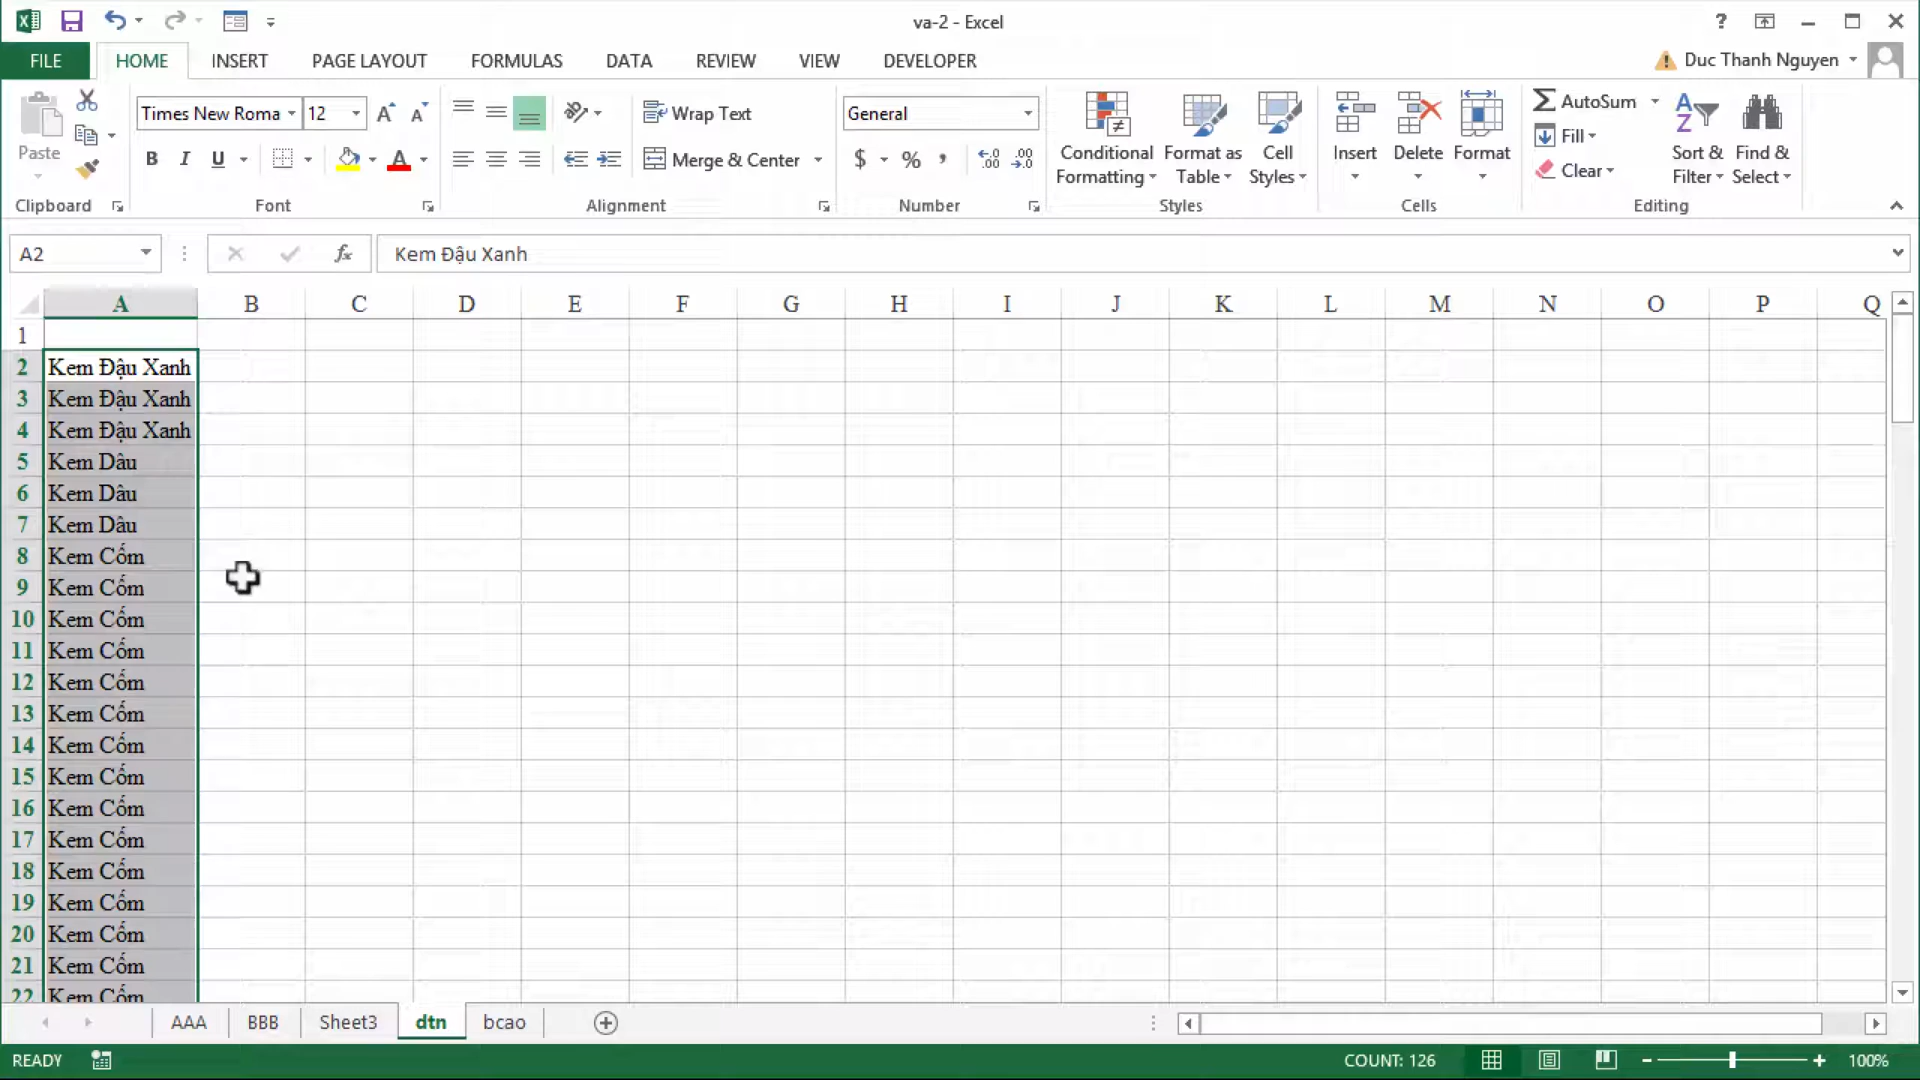 va-2 - Excel
?
FILE HOME INSERT PAGE LAYOUT FORMULAS DATA REVIEW VIEW DEVELOPER
Duc Thanh Nguyen
Paste
Clipboard
Times New Roma 12
B I U
Font
Wrap Text
Merge & Center
Alignment
General
$ % ,
Number
Conditional Formatting
Format as Table
Cell Styles
Styles
Insert Delete Format
Cells
AutoSum
Fill
Clear
Sort & Filter
Find & Select
Editing
A2 fx Kem Đậu Xanh
A B C D E F G H I J K L M N O P Q
1
2 Kem Đậu Xanh
3 Kem Đậu Xanh
4 Kem Đậu Xanh
5 Kem Dâu
6 Kem Dâu
7 Kem Dâu
8 Kem Cốm
9 Kem Cốm
10 Kem Cốm
11 Kem Cốm
12 Kem Cốm
13 Kem Cốm
14 Kem Cốm
15 Kem Cốm
16 Kem Cốm
17 Kem Cốm
18 Kem Cốm
19 Kem Cốm
20 Kem Cốm
21 Kem Cốm
22 Kem Cốm
AAA BBB Sheet3 dtn bcao
READY COUNT: 126 100%